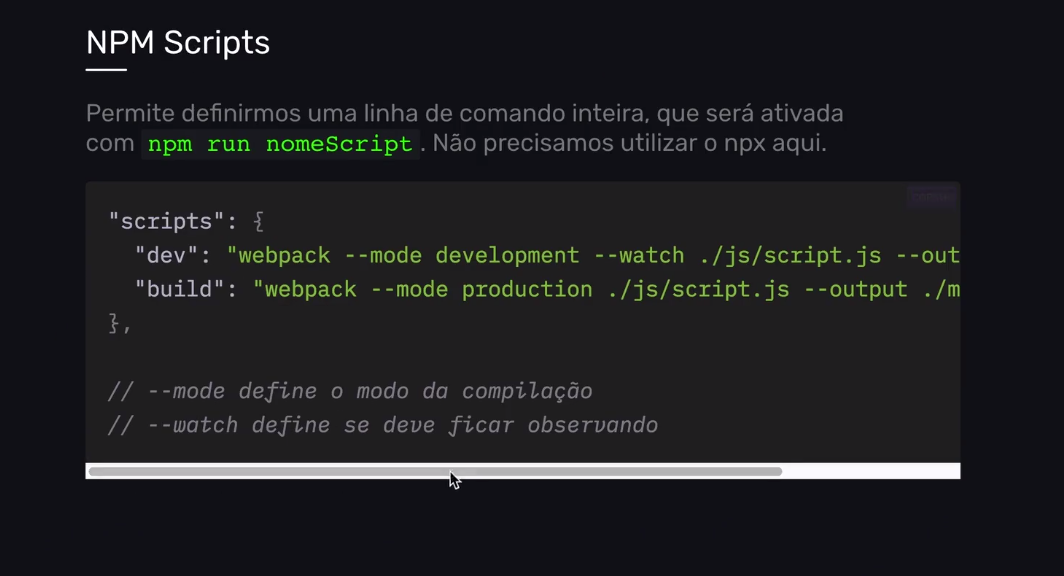 NPM Scripts
Permite definirmos uma linha de comando inteira, que será ativada
com npm run nomeScript. Não precisamos utilizar o npx aqui.
"scripts": {
"dev": "webpack --mode development --watch ./js/script.js --out
"build": "webpack --mode production ./js/script.js --output ./m
},
// --mode define o modo da compilação
// --watch define se deve ficar observando